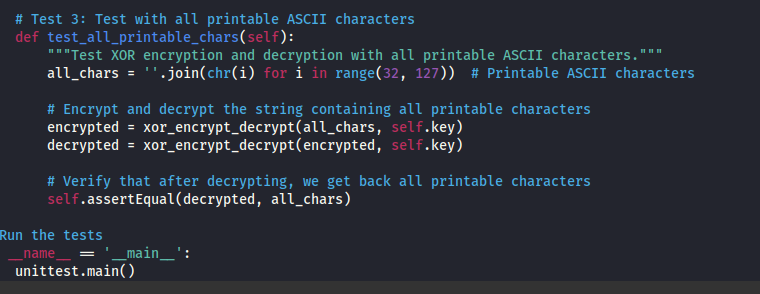 # Test 3: Test with all printable ASCII characters
def test_all_printable_chars(self):
"""Test XOR encryption and decryption with all printable ASCII characters."""
all_chars = ''.join(chr(i) for i in range(32, 127))  # Printable ASCII characters
# Encrypt and decrypt the string containing all printable characters
encrypted = xor_encrypt_decrypt(all_chars, self.key)
decrypted = xor_encrypt_decrypt(encrypted, self.key)
# Verify that after decrypting, we get back all printable characters
self.assertEqual(decrypted, all_chars)
Run the tests
__name__ == '__main__':
unittest.main()